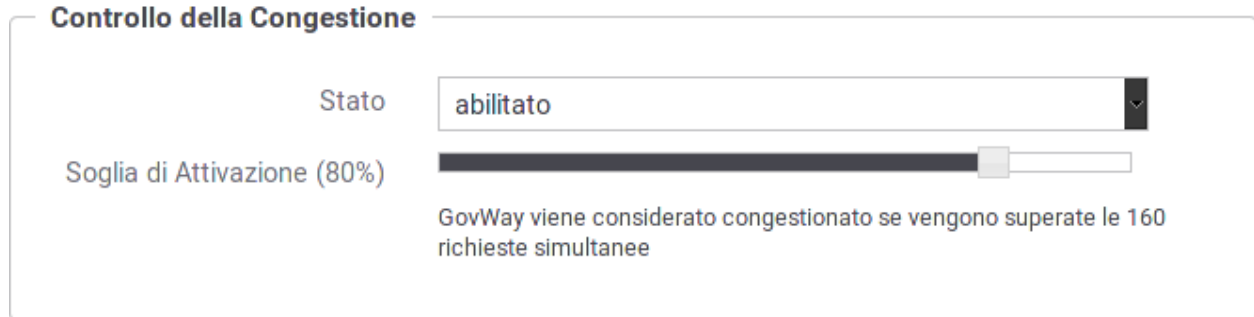 Controllo della Congestione
Stato
abilitato
Soglia di Attivazione (80%)
GovWay viene considerato congestionato se vengono superate le 160
richieste simultanee